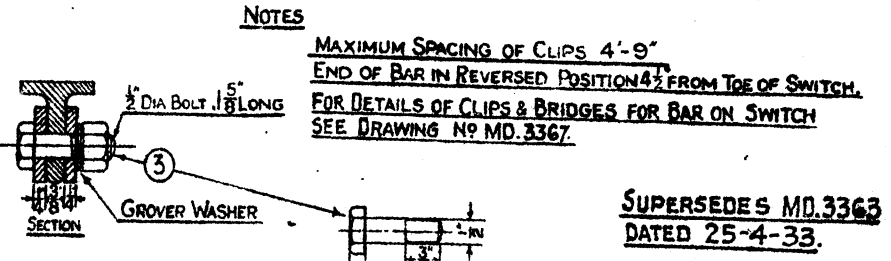 NOTES
MAXIMUM SPACING OF CLIPS 4'-9"
END OF BAR IN REVERSED POSITION 4½" FROM TOE OF SWITCH.
FOR DETAILS OF CLIPS & BRIDGES FOR BAR ON SWITCH
SEE DRAWING Nº MD.3367.
½" DIA BOLT. 1⅝" LONG
3
GROVER WASHER
SECTION
SUPERSEDES MD.3363
DATED 25-4-33.